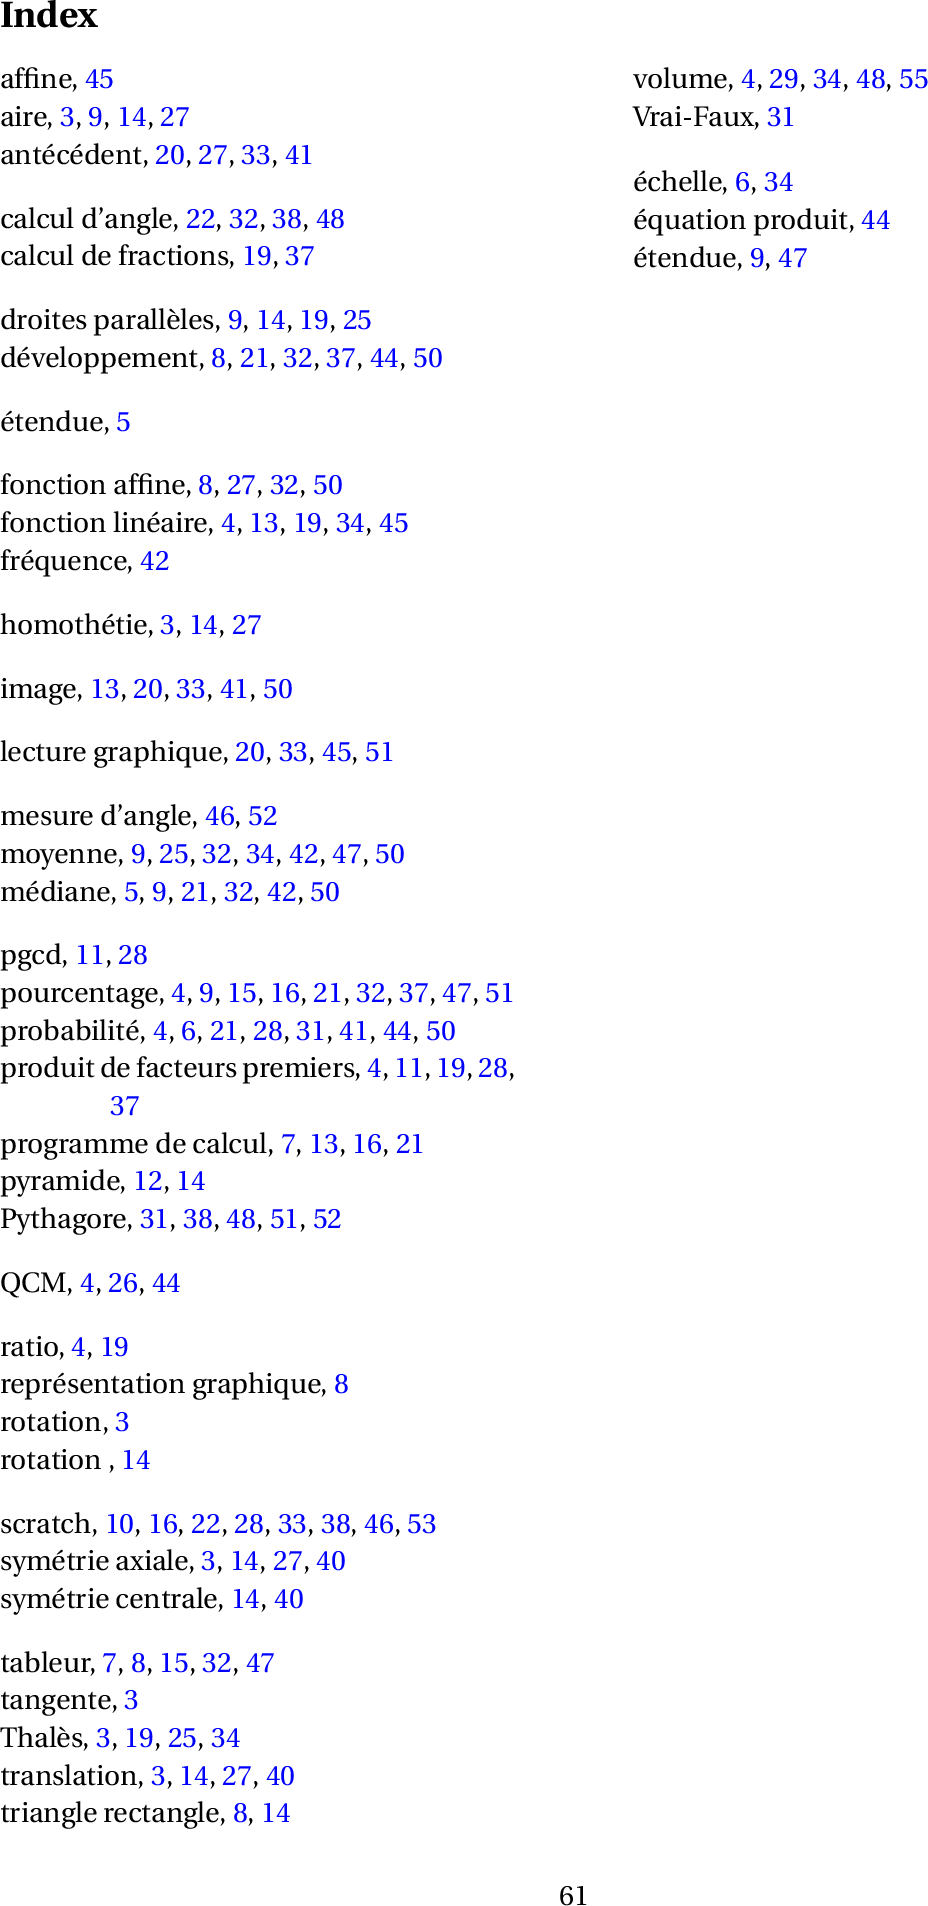 Index
affine, 45
aire, 3, 9, 14, 27
antécédent, 20, 27, 33, 41
calcul d'angle, 22, 32, 38, 48
calcul de fractions, 19, 37
droites parallèles, 9, 14, 19, 25
développement, 8, 21, 32, 37, 44, 50
étendue, 5
fonction affine, 8, 27, 32, 50
fonction linéaire, 4, 13, 19, 34, 45
fréquence, 42
homothétie, 3, 14, 27
image, 13, 20, 33, 41, 50
lecture graphique, 20, 33, 45, 51
mesure d'angle, 46, 52
moyenne, 9, 25, 32, 34, 42, 47, 50
médiane, 5, 9, 21, 32, 42, 50
pgcd, 11, 28
pourcentage, 4, 9, 15, 16, 21, 32, 37, 47, 51
probabilité, 4, 6, 21, 28, 31, 41, 44, 50
produit de facteurs premiers, 4, 11, 19, 28,
37
programme de calcul, 7, 13, 16, 21
pyramide, 12, 14
Pythagore, 31, 38, 48, 51, 52
QCM, 4, 26, 44
ratio, 4, 19
représentation graphique, 8
rotation, 3
rotation , 14
scratch, 10, 16, 22, 28, 33, 38, 46, 53
symétrie axiale, 3, 14, 27, 40
symétrie centrale, 14, 40
tableur, 7, 8, 15, 32, 47
tangente, 3
Thalès, 3, 19, 25, 34
translation, 3, 14, 27, 40
triangle rectangle, 8, 14
volume, 4, 29, 34, 48, 55
Vrai-Faux, 31
échelle, 6, 34
équation produit, 44
étendue, 9, 47
61